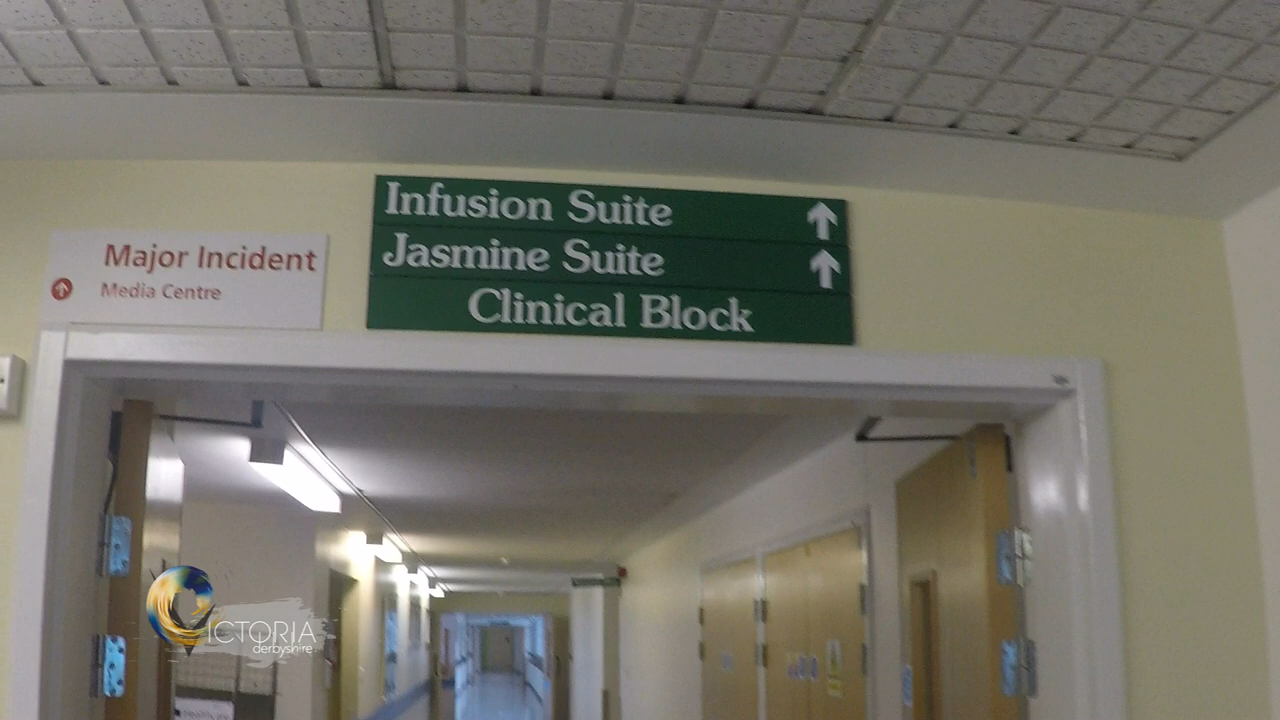 Infusion Suite
Jasmine Suite
Clinical Block
Major Incident
Media Centre
VICTORIA
derbyshire